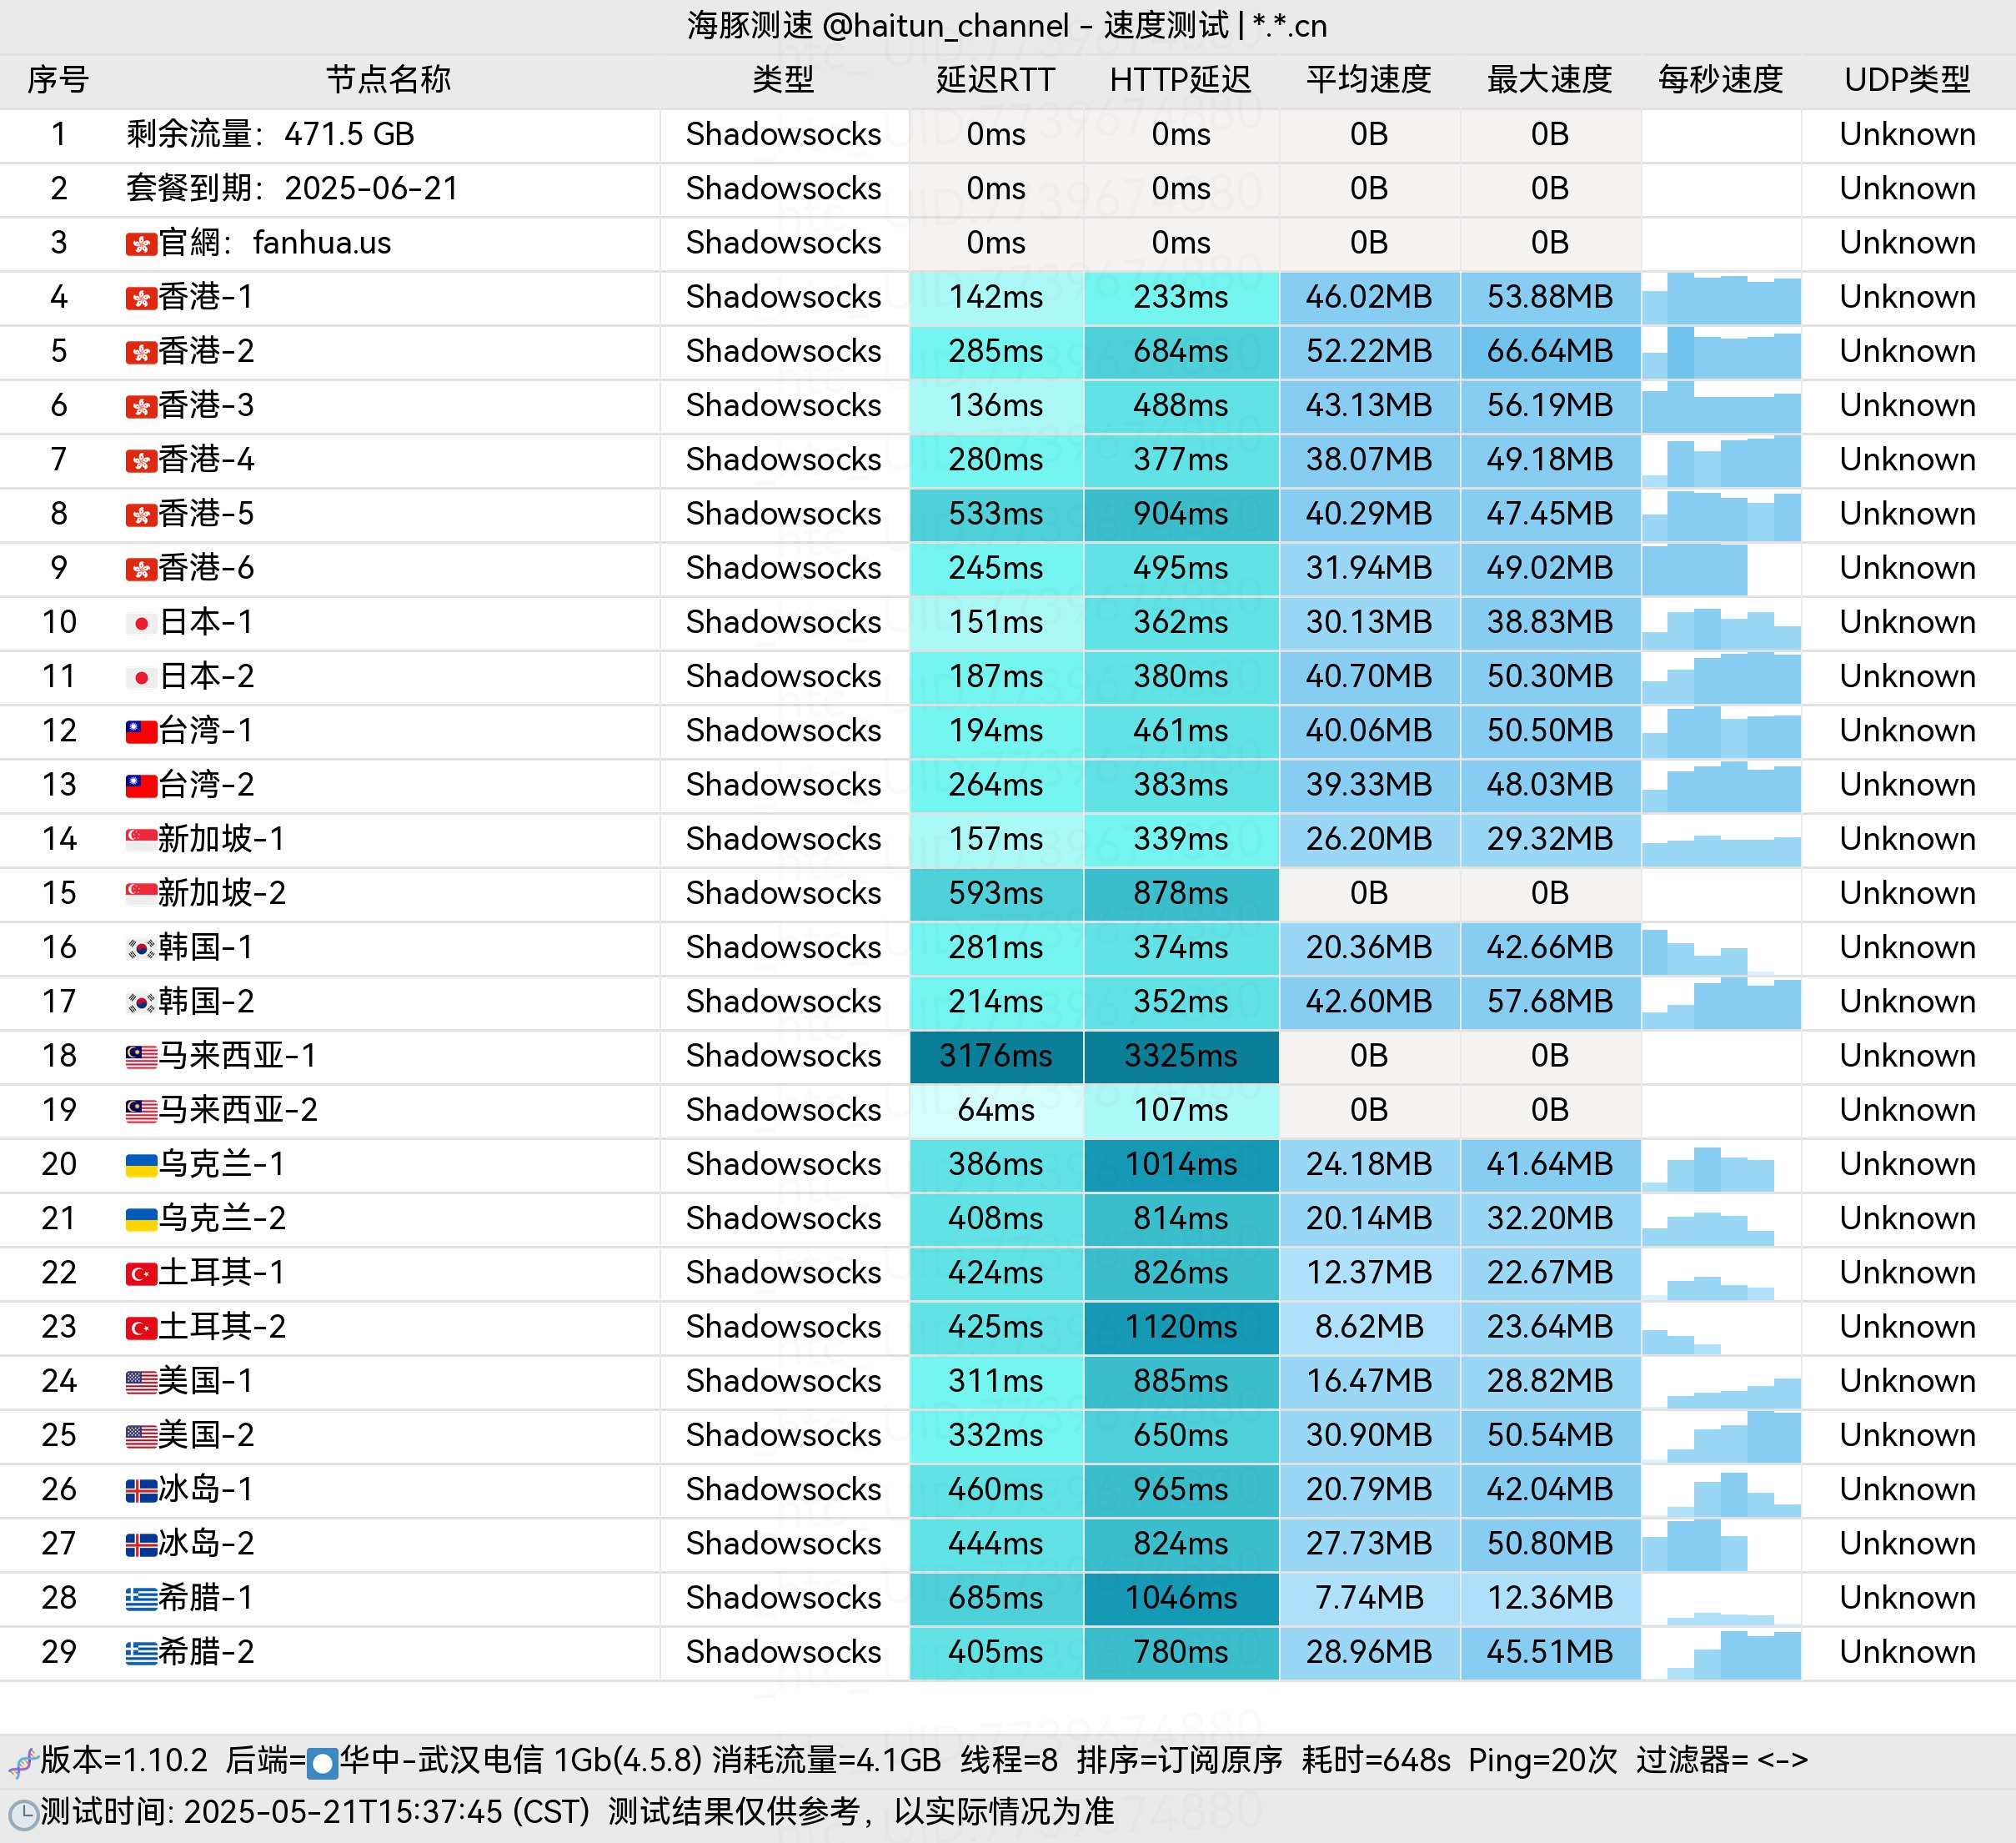 海豚测速 @haitun_channel - 速度测试 | *.*.cn
序号 节点名称 类型 延迟RTT HTTP延迟 平均速度 最大速度 每秒速度 UDP类型
1 剩余流量：471.5 GB Shadowsocks 0ms 0ms 0B 0B Unknown
2 套餐到期：2025-06-21 Shadowsocks 0ms 0ms 0B 0B Unknown
3 官網：fanhua.us Shadowsocks 0ms 0ms 0B 0B Unknown
4 香港-1 Shadowsocks 142ms 233ms 46.02MB 53.88MB Unknown
5 香港-2 Shadowsocks 285ms 684ms 52.22MB 66.64MB Unknown
6 香港-3 Shadowsocks 136ms 488ms 43.13MB 56.19MB Unknown
7 香港-4 Shadowsocks 280ms 377ms 38.07MB 49.18MB Unknown
8 香港-5 Shadowsocks 533ms 904ms 40.29MB 47.45MB Unknown
9 香港-6 Shadowsocks 245ms 495ms 31.94MB 49.02MB Unknown
10 日本-1 Shadowsocks 151ms 362ms 30.13MB 38.83MB Unknown
11 日本-2 Shadowsocks 187ms 380ms 40.70MB 50.30MB Unknown
12 台湾-1 Shadowsocks 194ms 461ms 40.06MB 50.50MB Unknown
13 台湾-2 Shadowsocks 264ms 383ms 39.33MB 48.03MB Unknown
14 新加坡-1 Shadowsocks 157ms 339ms 26.20MB 29.32MB Unknown
15 新加坡-2 Shadowsocks 593ms 878ms 0B 0B Unknown
16 韩国-1 Shadowsocks 281ms 374ms 20.36MB 42.66MB Unknown
17 韩国-2 Shadowsocks 214ms 352ms 42.60MB 57.68MB Unknown
18 马来西亚-1 Shadowsocks 3176ms 3325ms 0B 0B Unknown
19 马来西亚-2 Shadowsocks 64ms 107ms 0B 0B Unknown
20 乌克兰-1 Shadowsocks 386ms 1014ms 24.18MB 41.64MB Unknown
21 乌克兰-2 Shadowsocks 408ms 814ms 20.14MB 32.20MB Unknown
22 土耳其-1 Shadowsocks 424ms 826ms 12.37MB 22.67MB Unknown
23 土耳其-2 Shadowsocks 425ms 1120ms 8.62MB 23.64MB Unknown
24 美国-1 Shadowsocks 311ms 885ms 16.47MB 28.82MB Unknown
25 美国-2 Shadowsocks 332ms 650ms 30.90MB 50.54MB Unknown
26 冰岛-1 Shadowsocks 460ms 965ms 20.79MB 42.04MB Unknown
27 冰岛-2 Shadowsocks 444ms 824ms 27.73MB 50.80MB Unknown
28 希腊-1 Shadowsocks 685ms 1046ms 7.74MB 12.36MB Unknown
29 希腊-2 Shadowsocks 405ms 780ms 28.96MB 45.51MB Unknown
版本=1.10.2 后端=华中-武汉电信 1Gb(4.5.8) 消耗流量=4.1GB 线程=8 排序=订阅原序 耗时=648s Ping=20次 过滤器= <->
测试时间: 2025-05-21T15:37:45 (CST) 测试结果仅供参考，以实际情况为准